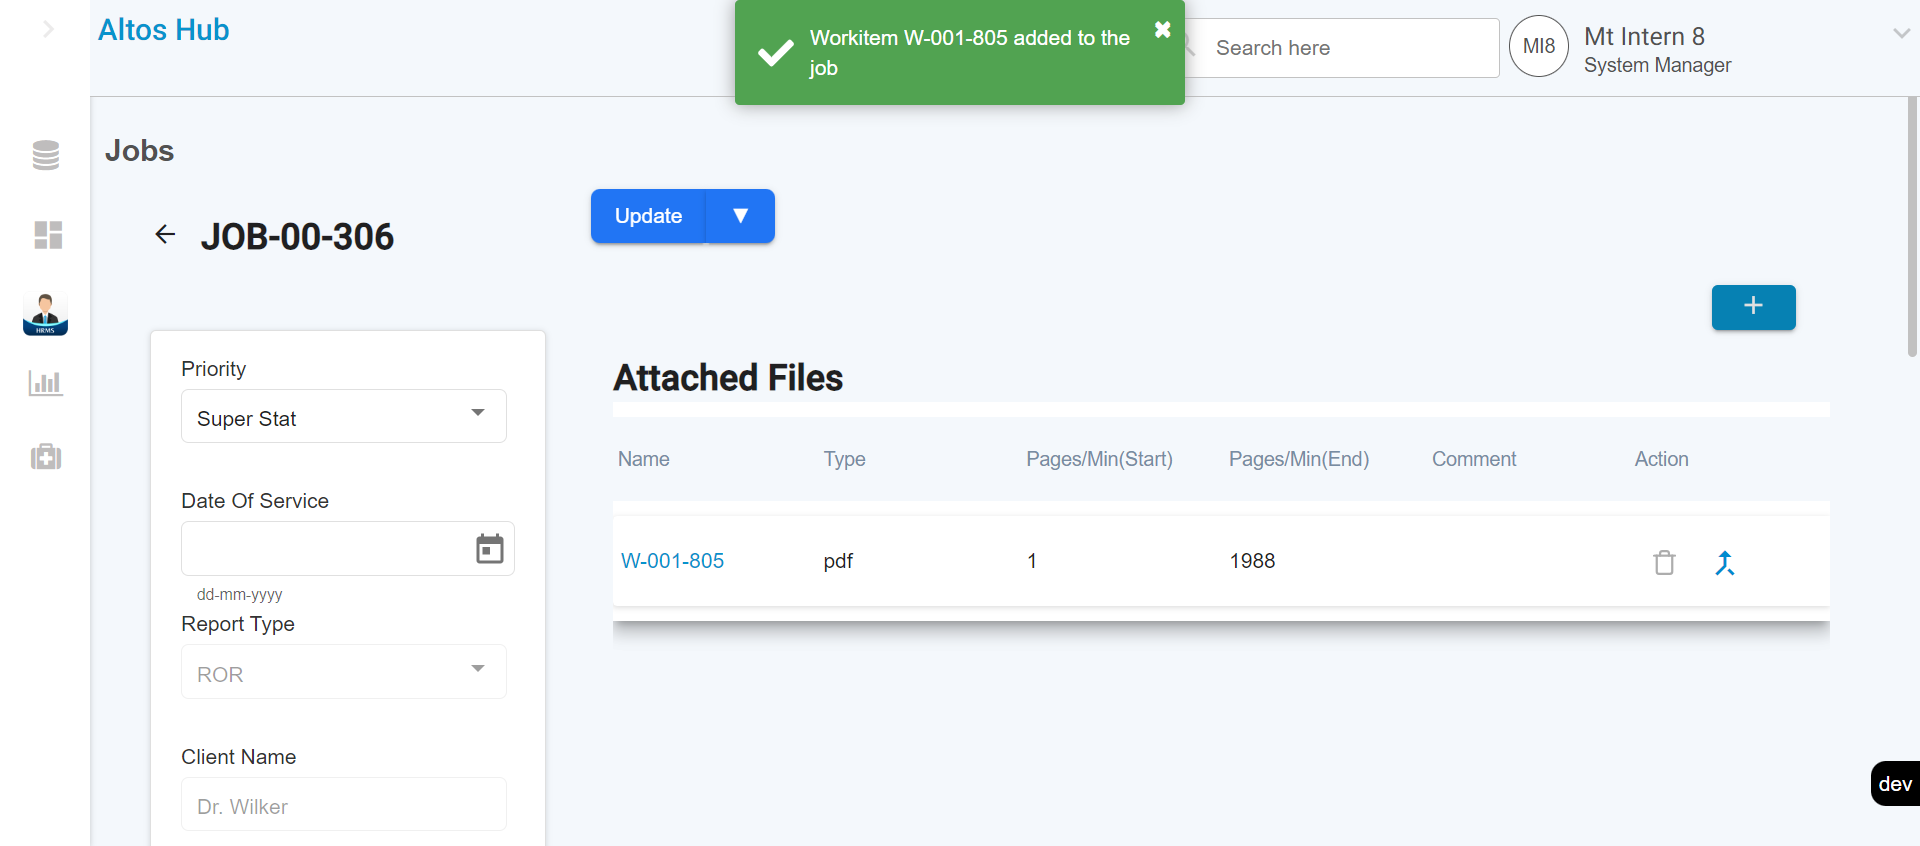 Altos Hub
Workitem W-001-805 added to the
job
Search here
MI8
Mt Intern 8
System Manager
Jobs
JOB-00-306
Update
Priority
Super Stat
Date Of Service
dd-mm-yyyy
Report Type
ROR
Client Name
Dr. Wilker
Attached Files
Name Type Pages/Min(Start) Pages/Min(End) Comment Action
W-001-805 pdf 1 1988
HRMS
dev